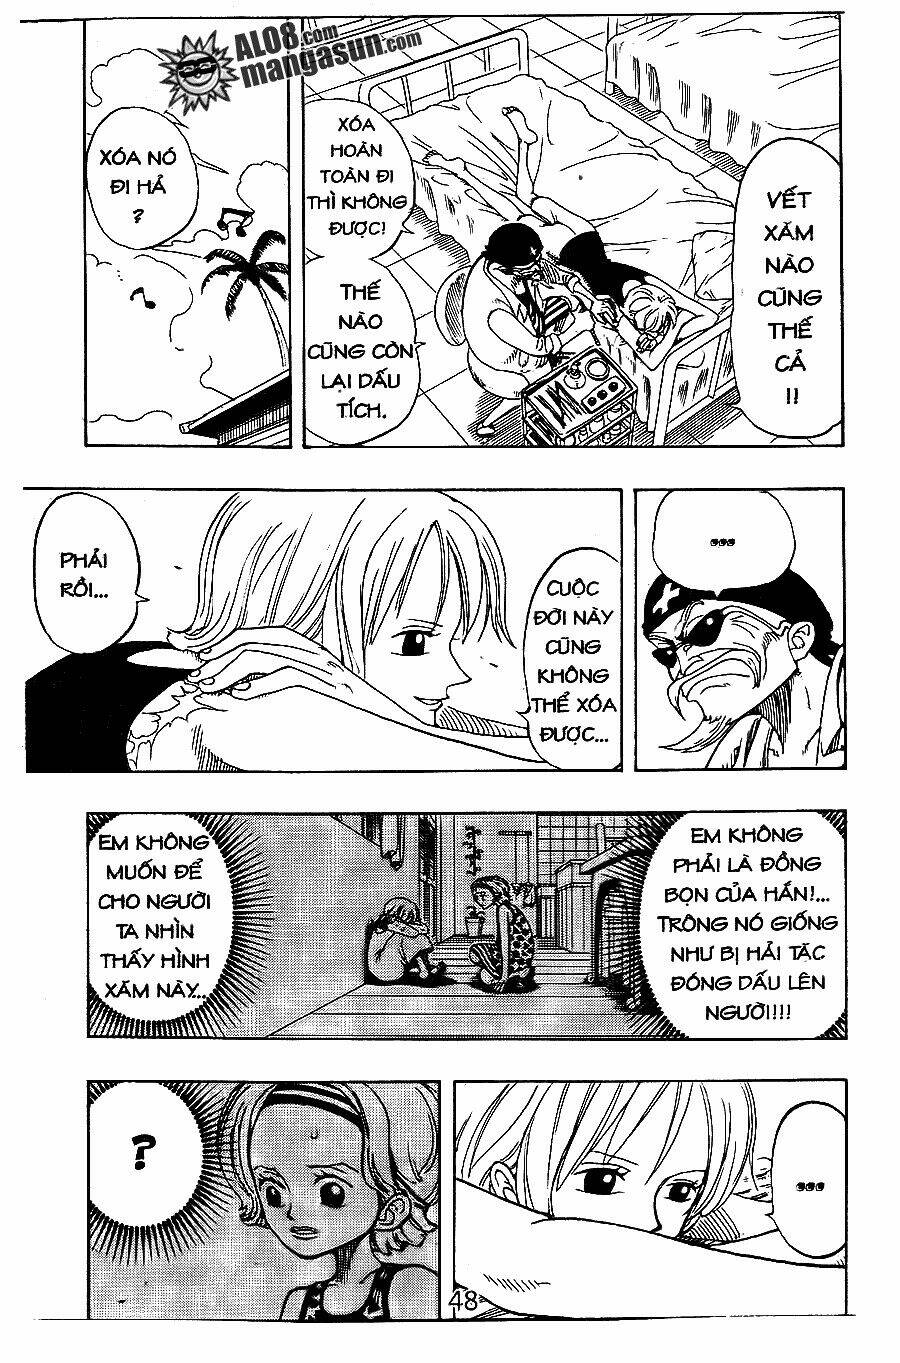 AL08.com
mangasun.com
VẾT
XĂM
NÀO
CŨNG
THẾ
CẢ
!!
XÓA
HOÀN
TOÀN ĐI
THÌ KHÔNG
ĐƯỢC!
THẾ
NÀO
CŨNG CÒN
LẠI DẤU
TÍCH.
XÓA NÓ
ĐI HẢ
?
...
CUỘC
ĐỜI NÀY
CŨNG
KHÔNG
THỂ XÓA
ĐƯỢC...
PHẢI
RỒI...
EM KHÔNG
PHẢI LÀ ĐỒNG
BỌN CỦA HẮN!...
TRÔNG NÓ GIỐNG
NHƯ BỊ HẢI TẶC
ĐÓNG DẤU LÊN
NGƯỜI!!!!
EM KHÔNG
MUỐN ĐỂ
CHO NGƯỜI
TA NHÌN
THẤY HÌNH
XĂM NÀY...
...
?
48